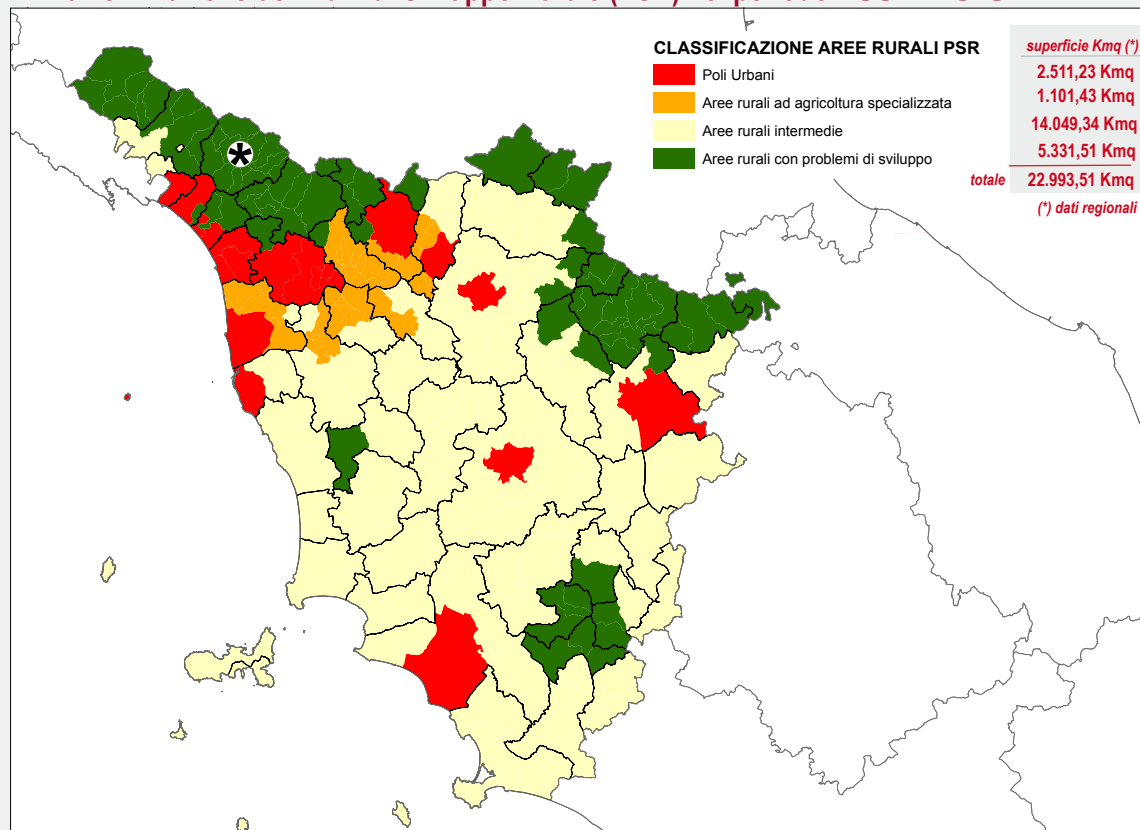 CLASSIFICAZIONE AREE RURALI PSR
superficie Kmq (*)
Poli Urbani
2.511,23 Kmq
Aree rurali ad agricoltura specializzata
1.101,43 Kmq
Aree rurali intermedie
14.049,34 Kmq
Aree rurali con problemi di sviluppo
5.331,51 Kmq
totale 22.993,51 Kmq
(*) dati regionali
*